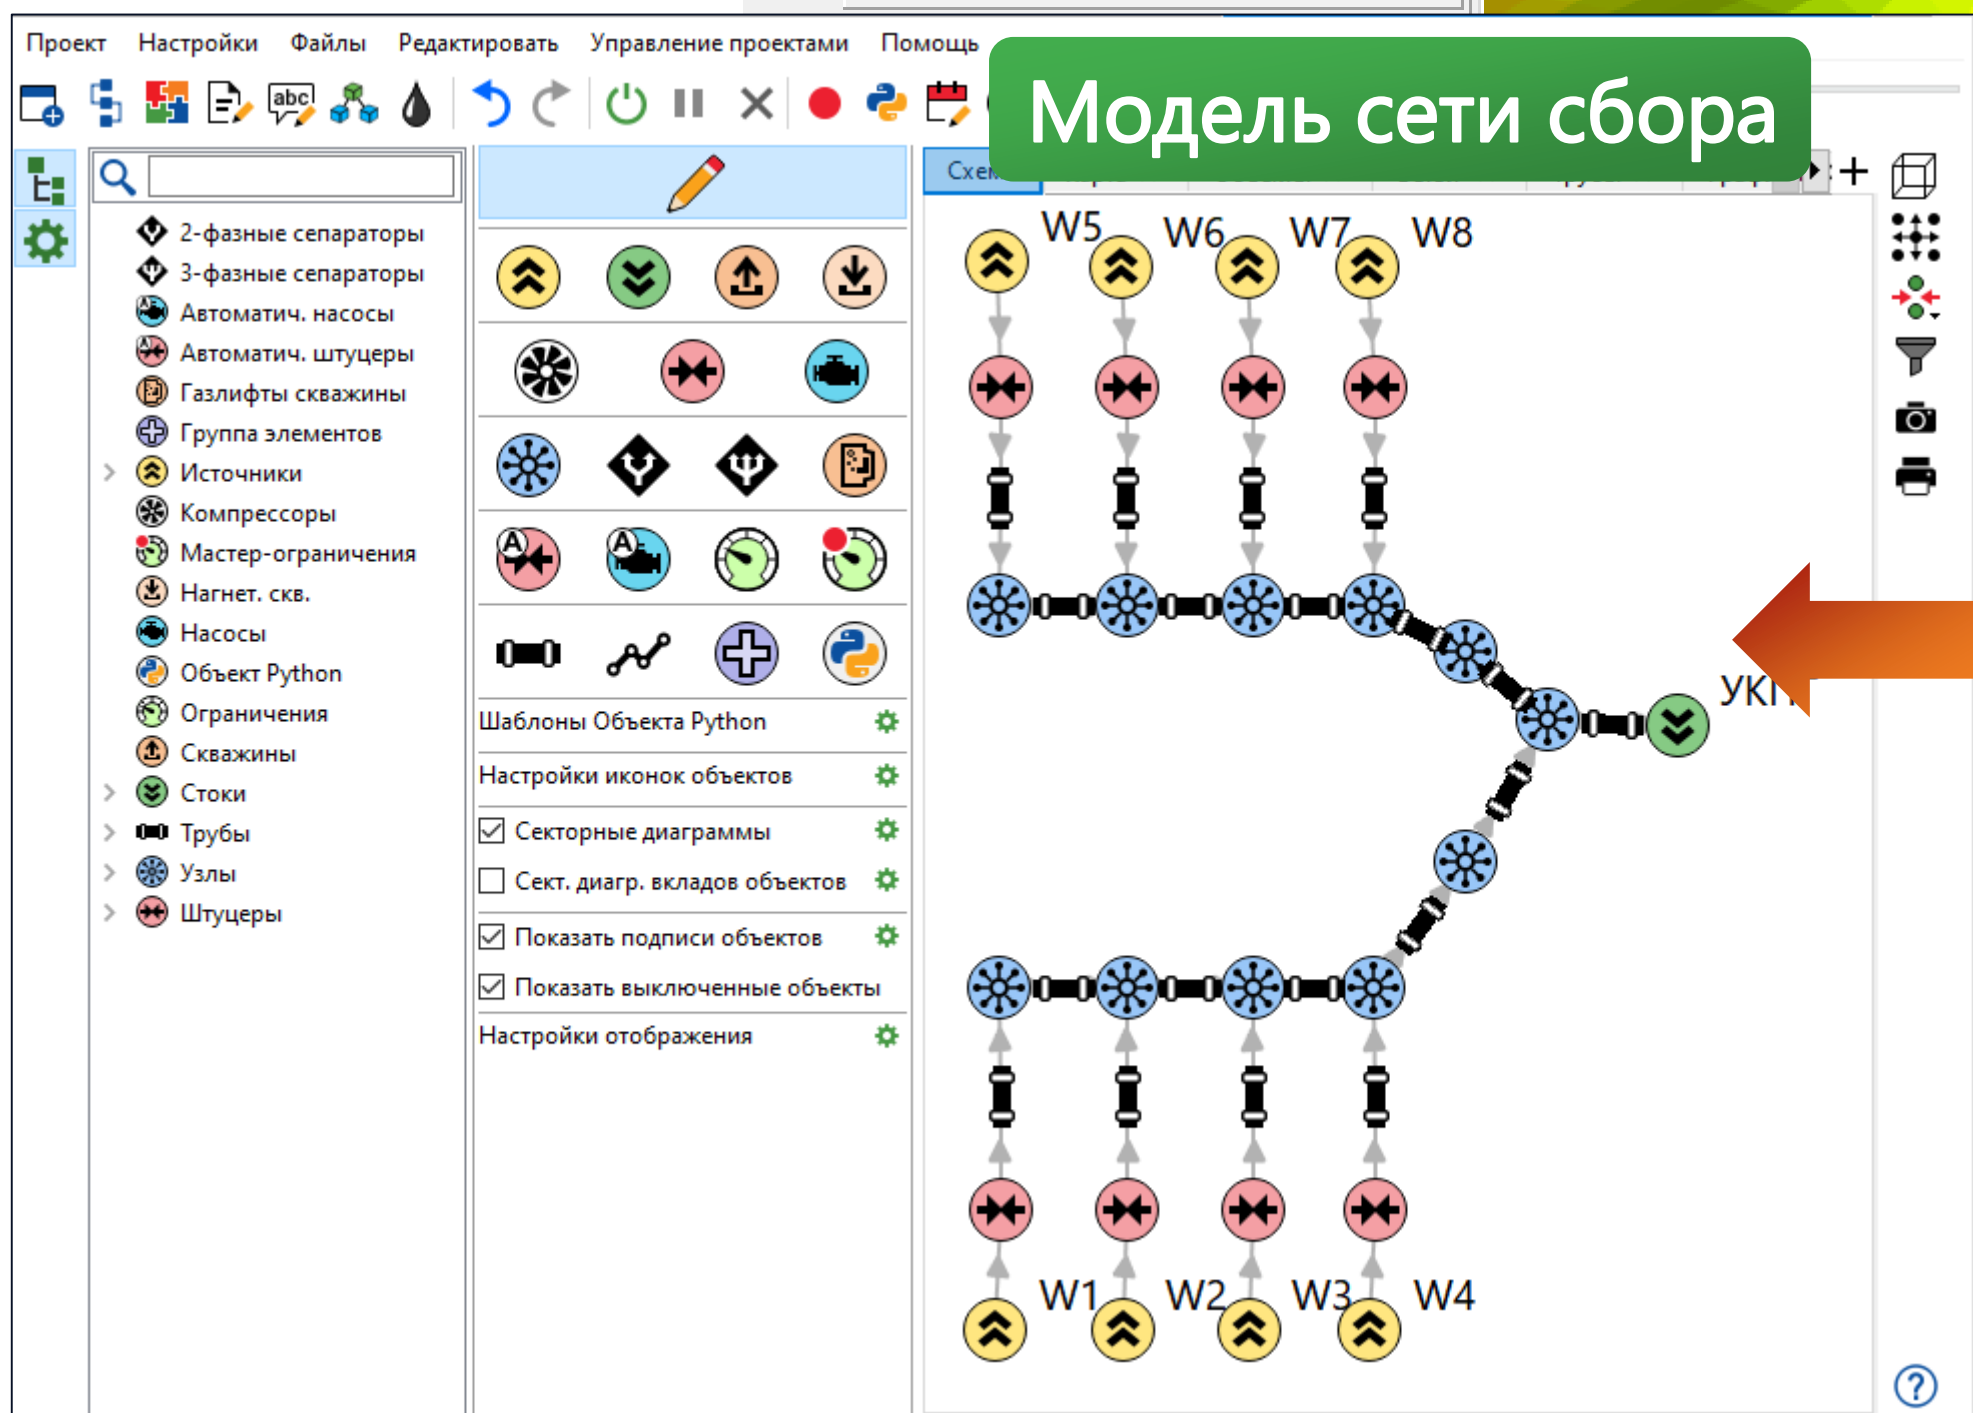 Проект Настройки Файлы Редактировать Управление проектами Помощь
Модель сети сбора
abc
2-фазные сепараторы
3-фазные сепараторы
Автоматич. насосы
Автоматич. штуцеры
Газлифты скважины
Группа элементов
Источники
Компрессоры
Мастер-ограничения
Нагнет. скв.
Насосы
Объект Python
Ограничения
Скважины
Стоки
Трубы
Узлы
Штуцеры
A
A
Шаблоны Объекта Python
Настройки иконок объектов
Секторные диаграммы
Сект. диагр. вкладов объектов
Показать подписи объектов
Показать выключенные объекты
Настройки отображения
W5 W6 W7 W8
W1 W2 W3 W4